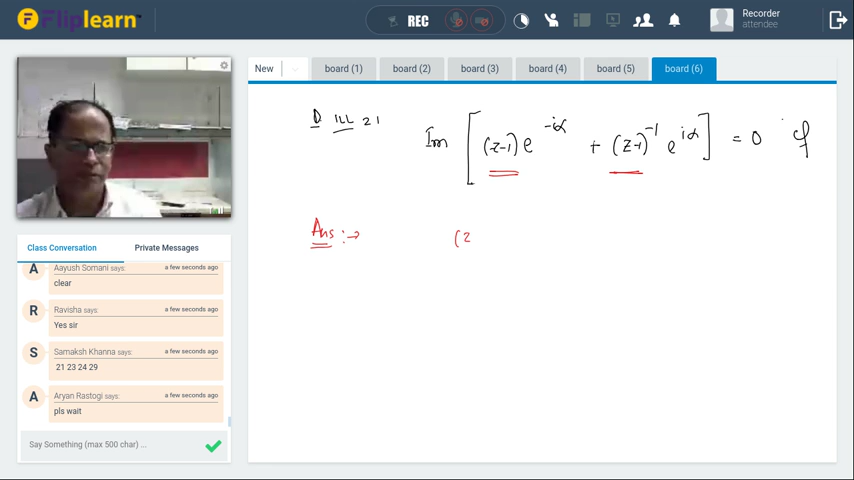 Fliplearn
REC
Recorder
attendee
New
board (1)
board (2)
board (3)
board (4)
board (5)
board (6)
Q ILL 21
Im [(z-1) e^{-iα} + (z-1)^{-1} e^{iα}] = 0 if
Ans :→ (z
Class Conversation
Private Messages
A Aayush Somani says: a few seconds ago
clear
R Ravisha says: a few seconds ago
Yes sir
S Samaksh Khanna says: a few seconds ago
21 23 24 29
A Aryan Rastogi says: a few seconds ago
pls wait
Say Something (max 500 char) ...